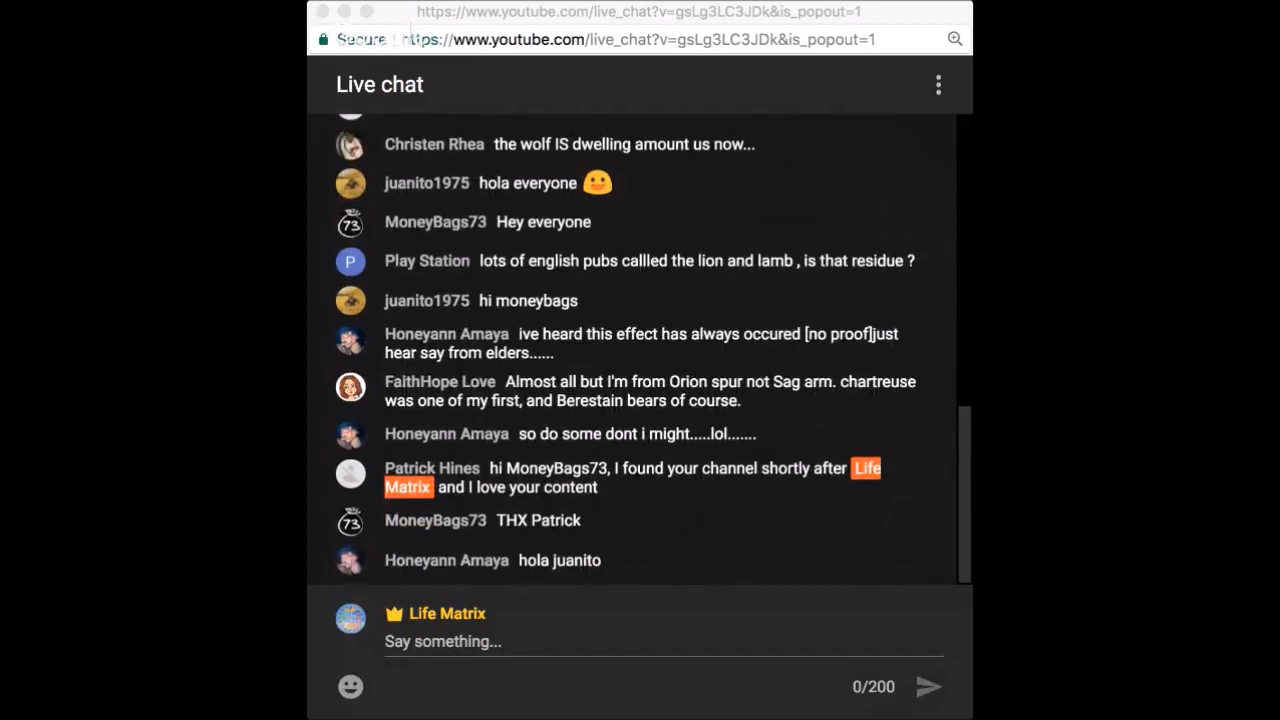 https://www.youtube.com/live_chat?v=gsLg3LC3JDk&is_popout=1
Secure https://www.youtube.com/live_chat?v=gsLg3LC3JDk&is_popout=1
Live chat
Christen Rhea the wolf IS dwelling amount us now...
juanito1975 hola everyone
73 MoneyBags73 Hey everyone
P Play Station lots of english pubs callled the lion and lamb , is that residue ?
juanito1975 hi moneybags
Honeyann Amaya ive heard this effect has always occured [no proof]just
hear say from elders......
FaithHope Love Almost all but I'm from Orion spur not Sag arm. chartreuse
was one of my first, and Berestain bears of course.
Honeyann Amaya so do some dont i might.....lol.......
Patrick Hines hi MoneyBags73, I found your channel shortly after Life
Matrix and I love your content
73 MoneyBags73 THX Patrick
Honeyann Amaya hola juanito
Life Matrix
Say something...
0/200